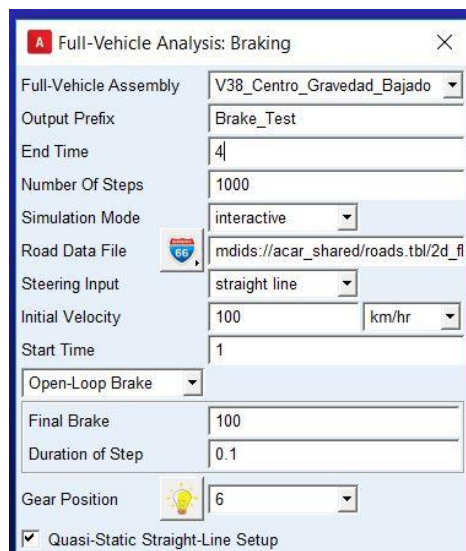 A Full-Vehicle Analysis: Braking
Full-Vehicle Assembly V38_Centro_Gravedad_Bajado
Output Prefix Brake_Test
End Time 4
Number Of Steps 1000
Simulation Mode interactive
Road Data File 66 mdids://acar_shared/roads.tbl/2d_fl
Steering Input straight line
Initial Velocity 100 km/hr
Start Time 1
Open-Loop Brake
Final Brake 100
Duration of Step 0.1
Gear Position 6
Quasi-Static Straight-Line Setup